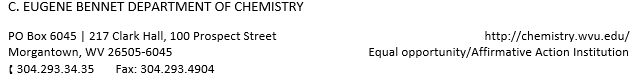 C. EUGENE BENNET DEPARTMENT OF CHEMISTRY
PO Box 6045 | 217 Clark Hall, 100 Prospect Street http://chemistry.wvu.edu/
Morgantown, WV 26505-6045 Equal opportunity/Affirmative Action Institution
304.293.34.35 Fax: 304.293.4904